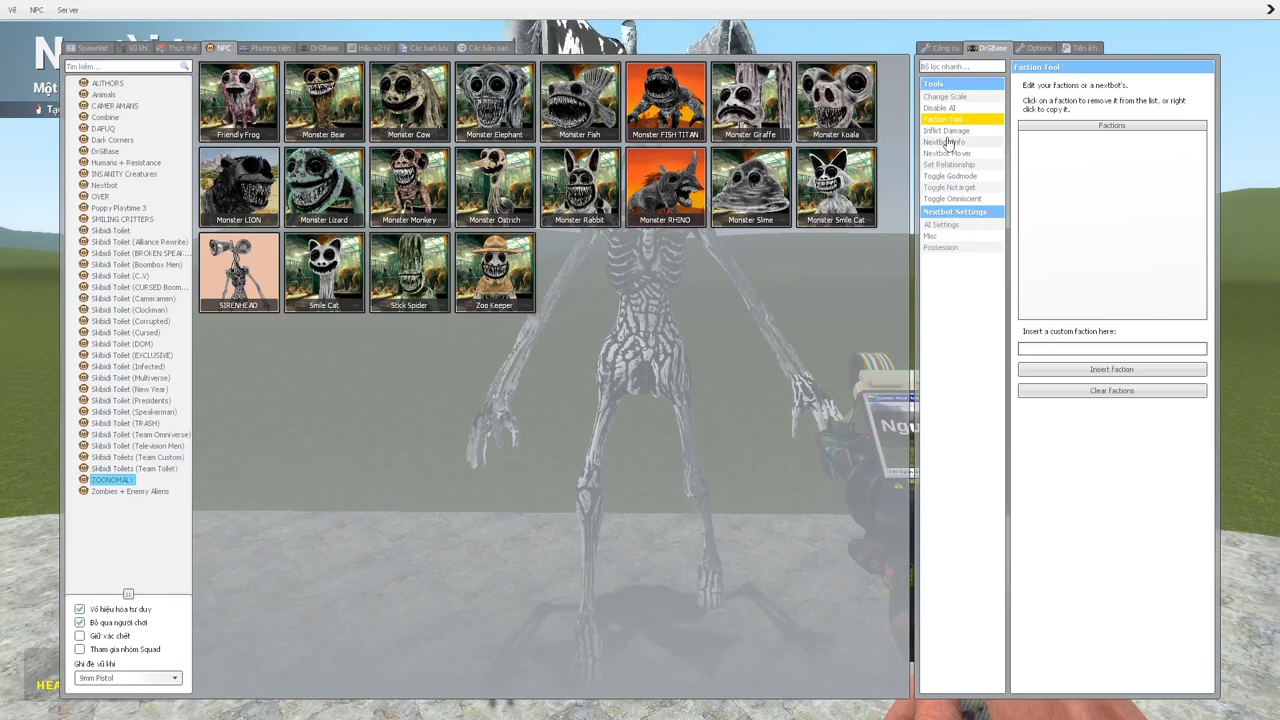 Vẽ NPC Server
N
Một
Tạ
Spawnlist Vũ khí Thực thể NPC Phương tiện DrGBase Hậu xử lý Các bản lưu Các bản sao
Tìm kiếm...
AUTHORS
Animals
CAMERAMANS
Combine
DAFUQ
Dark Corners
DrGBase
Humans + Resistance
INSANITY Creatures
Nextbot
OVER
Poppy Playtime 3
SMILING CRITTERS
Skibidi Toilet
Skibidi Toilet (Alliance Rewrite)
Skibidi Toilet (BROKEN SPEA...
Skibidi Toilet (Boombox Men)
Skibidi Toilet (C.V)
Skibidi Toilet (CURSED Boom...
Skibidi Toilet (Cameramen)
Skibidi Toilet (Clockman)
Skibidi Toilet (Corrupted)
Skibidi Toilet (Cursed)
Skibidi Toilet (DOM)
Skibidi Toilet (EXCLUSIVE)
Skibidi Toilet (Infected)
Skibidi Toilet (Multiverse)
Skibidi Toilet (New Year)
Skibidi Toilet (Presidents)
Skibidi Toilet (Speakerman)
Skibidi Toilet (TRASH)
Skibidi Toilet (Team Omniverse)
Skibidi Toilet (Television Men)
Skibidi Toilets (Team Custom)
Skibidi Toilets (Team Toilet)
ZOONOMALY
Zombies + Enemy Aliens
Vô hiệu hóa tư duy
Bỏ qua người chơi
Giữ xác chết
Tham gia nhóm Squad
Ghi đè vũ khí
9mm Pistol
HEA
Friendly Frog Monster Bear Monster Cow Monster Elephant Monster Fish Monster FISH TITAN Monster Giraffe Monster Koala
Monster LION Monster Lizard Monster Monkey Monster Ostrich Monster Rabbit Monster RHINO Monster Slime Monster Smile Cat
SIRENHEAD Smile Cat Stick Spider Zoo Keeper
Ngư
Công cụ DrGBase Options Tiện ích
Bộ lọc nhanh...
Tools
Change Scale
Disable AI
Faction Tool
Inflict Damage
Nextbot Info
Nextbot Mover
Set Relationship
Toggle Godmode
Toggle Notarget
Toggle Omniscient
Nextbot Settings
AI Settings
Misc
Possession
Faction Tool
Edit your factions or a nextbot's.
Click on a faction to remove it from the list, or right
click to copy it.
Factions
Insert a custom faction here:
Insert faction
Clear factions